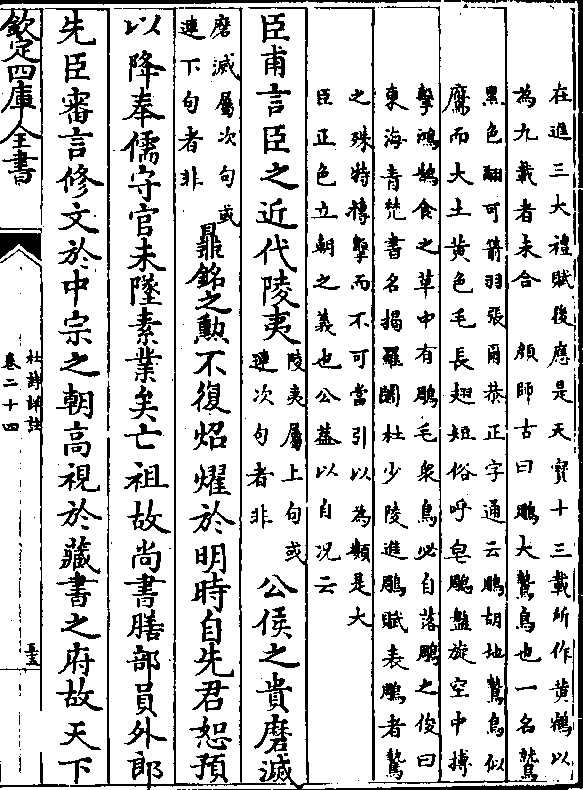 在進三大禮賦後應是天寳十三載所作黄鶴以
為九載者未合　顔師古曰鵰大鷙鳥也一名鷲
黑色翮可箭羽張爾恭正字通云鵰胡地鷙鳥似
鷹而大土黄色毛長翅短俗呼皂鵰盤旋空中搏
擊鴻鵠食之草中有鵰毛衆鳥必自落鵰之俊曰
東海青梵書名揭羅闍杜少陵進鵰賦表鵰者鷙
之殊特摶擊而不可當引以為類是大
臣正色立朝之義也公葢以自况云
臣甫言臣之近代陵夷陵夷屬上句或連次句者非公侯之貴磨滅
磨滅屬次句或連下句者非鼎銘之勲不復炤燿於明時自先君恕預
以降奉儒守官未墜素業矣亡祖故尚書膳部員外郎
先臣審言修文於中宗之朝高視於藏書之府故天下
欽定四庫全書
杜詩詳註
卷二十四